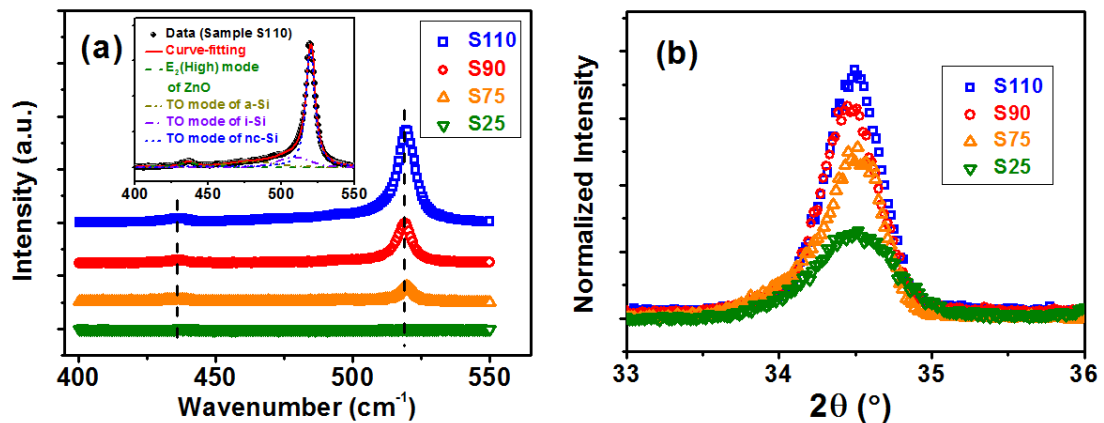 (a)
Data (Sample S110)
Curve-fitting
E₂(High) mode
of ZnO
TO mode of a-Si
TO mode of i-Si
TO mode of nc-Si
400 450 500 550
S110
S90
S75
S25
Intensity (a.u.)
400 450 500 550
Wavenumber (cm⁻¹)
(b)
S110
S90
S75
S25
Normalized Intensity
33 34 35 36
2θ (°)